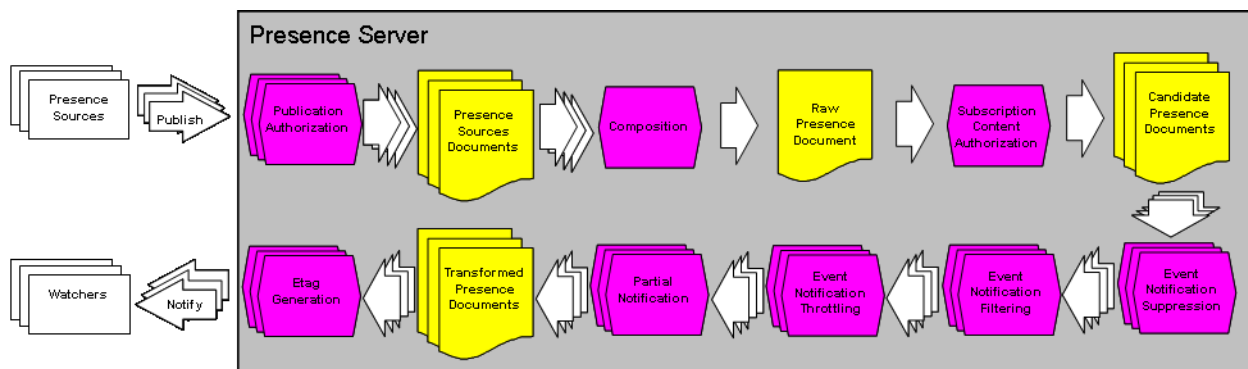 Presence Server
Presence
Sources
Publish
Publication
Authorization
Presence
Sources
Documents
Composition
Raw
Presence
Document
Subscription
Content
Authorization
Candidate
Presence
Documents
Watchers
Notify
Etag
Generation
Transformed
Presence
Documents
Partial
Notification
Event
Notification
Throttling
Event
Notification
Filtering
Event
Notification
Suppression